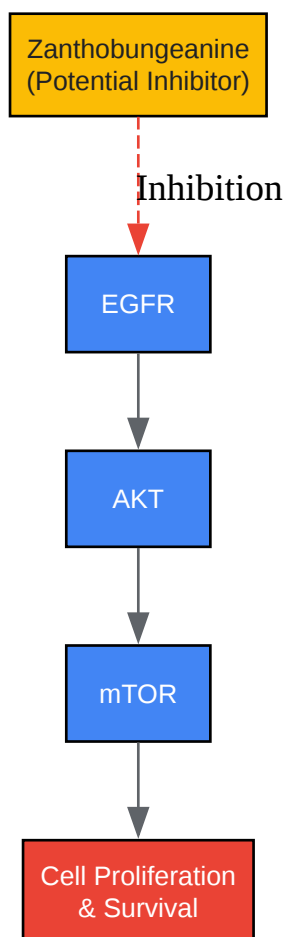 Zanthobungeanine
(Potential Inhibitor)
Inhibition
EGFR
AKT
mTOR
Cell Proliferation
& Survival